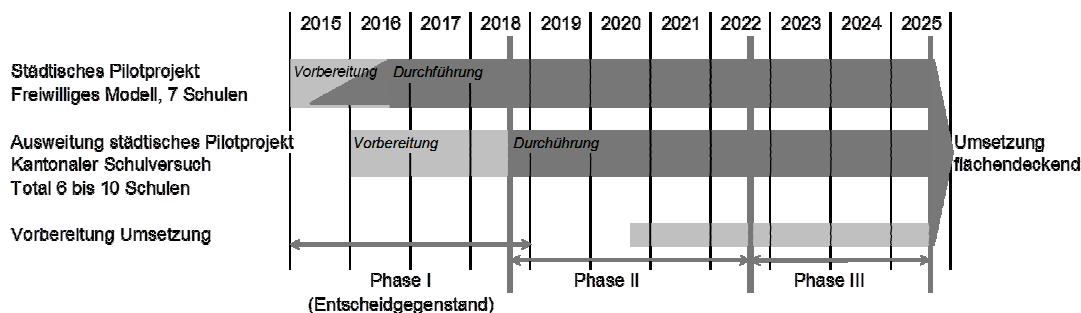 2015 2016 2017 2018 2019 2020 2021 2022 2023 2024 2025
Städtisches Pilotprojekt
Freiwilliges Modell, 7 Schulen
Vorbereitung Durchführung
Ausweitung städtisches Pilotprojekt
Kantonaler Schulversuch
Total 6 bis 10 Schulen
Vorbereitung Durchührung
Umsetzung
flächendeckend
Vorbereitung Umsetzung
Phase I Phase II Phase III
(Entscheidgegenstand)